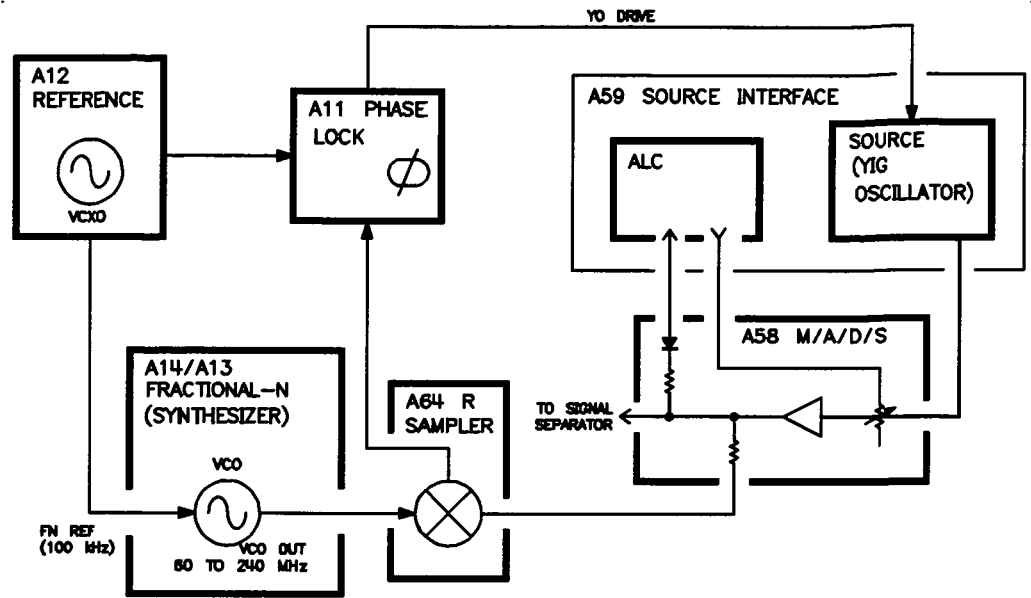 YO DRIVE
A12
REFERENCE
VCXO
A11 PHASE
LOCK
A59 SOURCE INTERFACE
ALC
SOURCE
(YIG
OSCILLATOR)
A58 M/A/D/S
A14/A13
FRACTIONAL-N
(SYNTHESIZER)
VCO
VCO OUT
60 TO 240 MHz
FN REF
(100 kHz)
A64 R
SAMPLER
TO SIGNAL
SEPARATOR